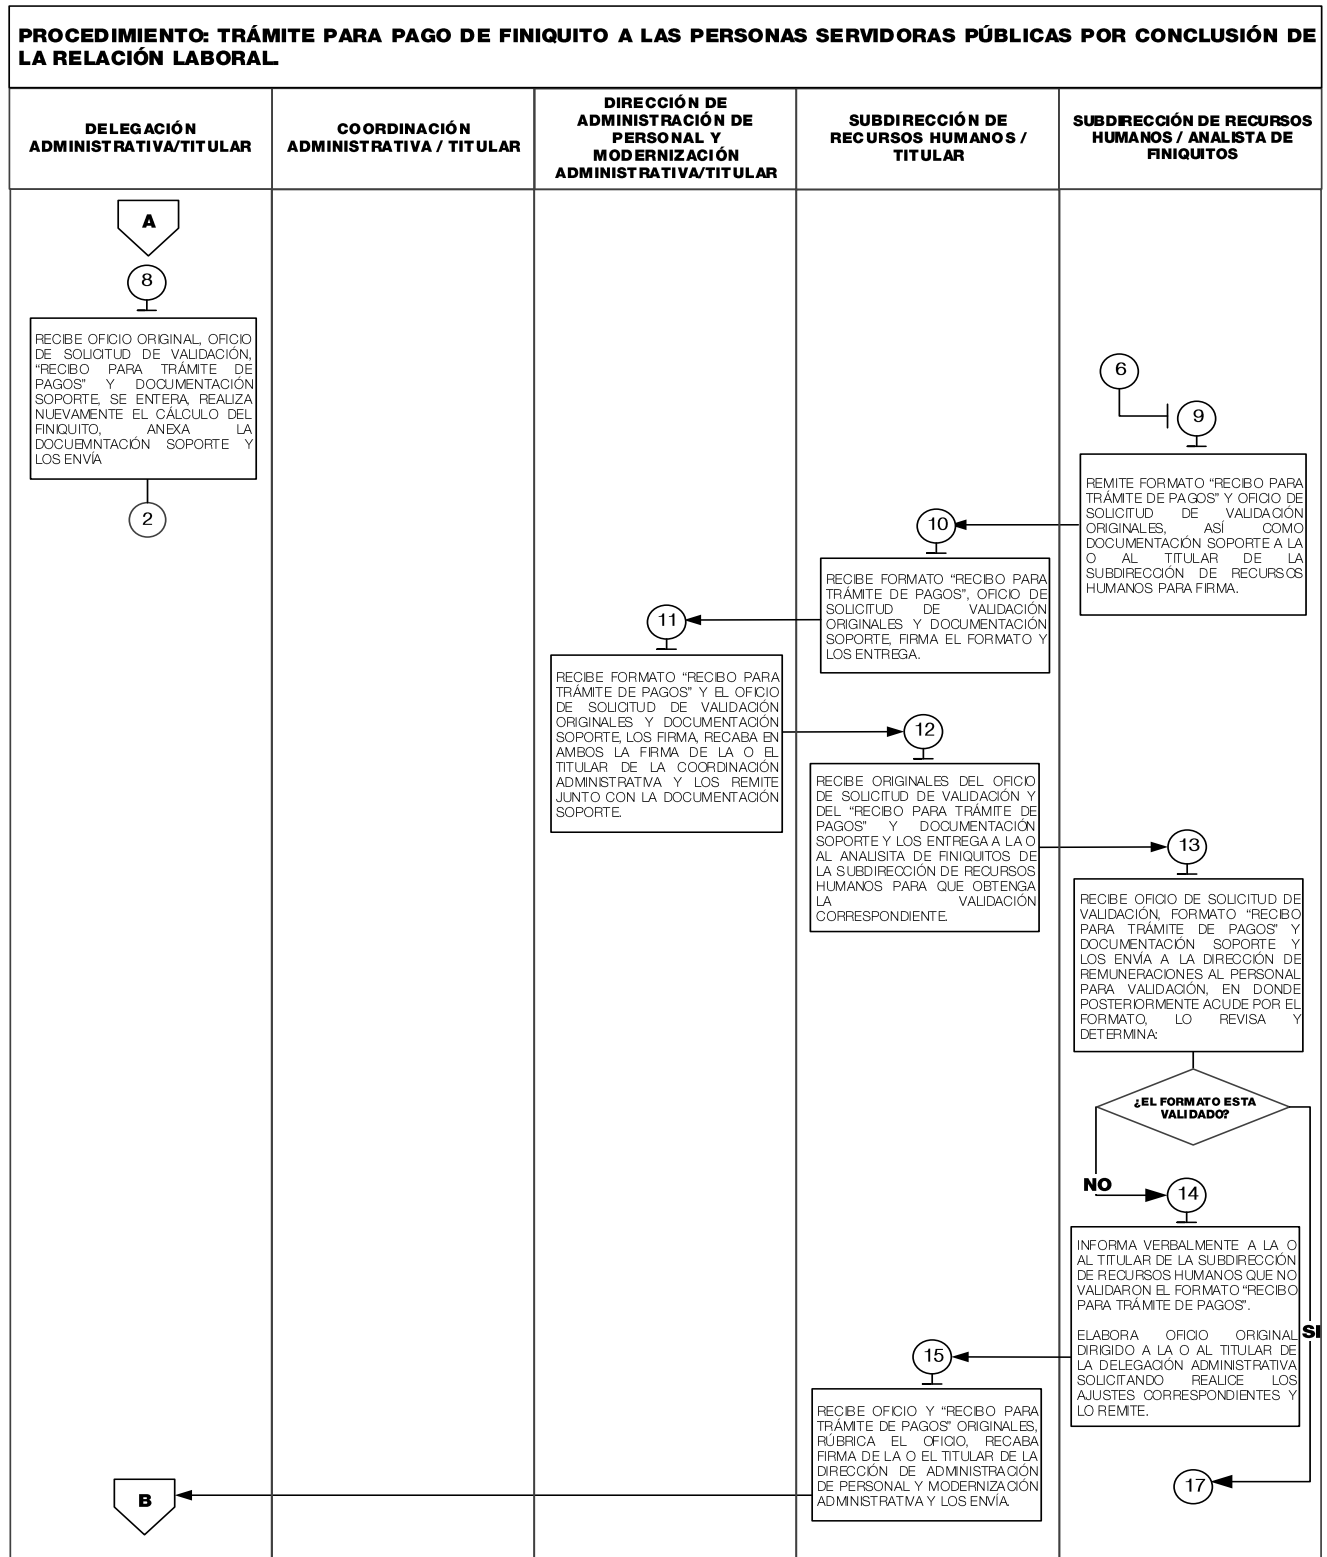 PROCEDIMIENTO: TRÁMITE PARA PAGO DE FINIQUITO A LAS PERSONAS SERVIDORAS PÚBLICAS POR CONCLUSIÓN DE
LA RELACIÓN LABORAL.
DELEGACIÓN
ADMINISTRATIVA/TITULAR
COORDINACIÓN
ADMINISTRATIVA / TITULAR
DIRECCIÓN DE
ADMINISTRACIÓN DE
PERSONAL Y
MODERNIZACIÓN
ADMINISTRATIVA/TITULAR
SUBDIRECCIÓN DE
RECURSOS HUMANOS /
TITULAR
SUBDIRECCIÓN DE RECURSOS
HUMANOS / ANALISTA DE
FINIQUITOS
A
8
RECIBE OFICIO ORIGINAL, OFICIO
DE SOLICITUD DE VALIDACIÓN,
“RECIBO PARA TRÁMITE DE
PAGOS” Y DOCUMENTACIÓN
SOPORTE, SE ENTERA, REALIZA
NUEVAMENTE EL CÁLCULO DEL
FINIQUITO, ANEXA LA
DOCUEMNTACIÓN SOPORTE Y
LOS ENVÍA
2
6
9
REMITE FORMATO “RECIBO PARA
TRÁMITE DE PAGOS” Y OFICIO DE
SOLICITUD DE VALIDACIÓN
ORIGINALES, ASÍ COMO
DOCUMENTACIÓN SOPORTE A LA
O AL TITULAR DE LA
SUBDIRECCIÓN DE RECURSOS
HUMANOS PARA FIRMA.
10
RECIBE FORMATO “RECIBO PARA
TRÁMITE DE PAGOS”, OFICIO DE
SOLICITUD DE VALIDACIÓN
ORIGINALES Y DOCUMENTACIÓN
SOPORTE, FIRMA EL FORMATO Y
LOS ENTREGA.
11
RECIBE FORMATO “RECIBO PARA
TRÁMITE DE PAGOS” Y EL OFICIO
DE SOLICITUD DE VALIDACIÓN
ORIGINALES Y DOCUMENTACIÓN
SOPORTE, LOS FIRMA, RECABA EN
AMBOS LA FIRMA DE LA O EL
TITULAR DE LA COORDINACIÓN
ADMINISTRATIVA Y LOS REMITE
JUNTO CON LA DOCUMENTACIÓN
SOPORTE.
12
RECIBE ORIGINALES DEL OFICIO
DE SOLICITUD DE VALIDACIÓN Y
DEL “RECIBO PARA TRÁMITE DE
PAGOS” Y DOCUMENTACIÓN
SOPORTE Y LOS ENTREGA A LA O
AL ANALISITA DE FINIQUITOS DE
LA SUBDIRECCIÓN DE RECURSOS
HUMANOS PARA QUE OBTENGA
LA VALIDACIÓN
CORRESPONDIENTE.
13
RECIBE OFICIO DE SOLICITUD DE
VALIDACIÓN, FORMATO “RECIBO
PARA TRÁMITE DE PAGOS” Y
DOCUMENTACIÓN SOPORTE Y
LOS ENVÍA A LA DIRECCIÓN DE
REMUNERACIONES AL PERSONAL
PARA VALIDACIÓN, EN DONDE
POSTERIORMENTE ACUDE POR EL
FORMATO, LO REVISA Y
DETERMINA:
¿EL FORMATO ESTA
VALIDADO?
NO
14
INFORMA VERBALMENTE A LA O
AL TITULAR DE LA SUBDIRECCIÓN
DE RECURSOS HUMANOS QUE NO
VALIDARON EL FORMATO “RECIBO
PARA TRÁMITE DE PAGOS”.
ELABORA OFICIO ORIGINAL
DIRIGIDO A LA O AL TITULAR DE
LA DELEGACIÓN ADMINISTRATIVA
SOLICITANDO REALICE LOS
AJUSTES CORRESPONDIENTES Y
LO REMITE.
SI
15
RECIBE OFICIO Y “RECIBO PARA
TRÁMITE DE PAGOS” ORIGINALES,
RÚBRICA EL OFICIO, RECABA
FIRMA DE LA O EL TITULAR DE LA
DIRECCIÓN DE ADMINISTRACIÓN
DE PERSONAL Y MODERNIZACIÓN
ADMINISTRATIVA Y LOS ENVÍA.
17
B